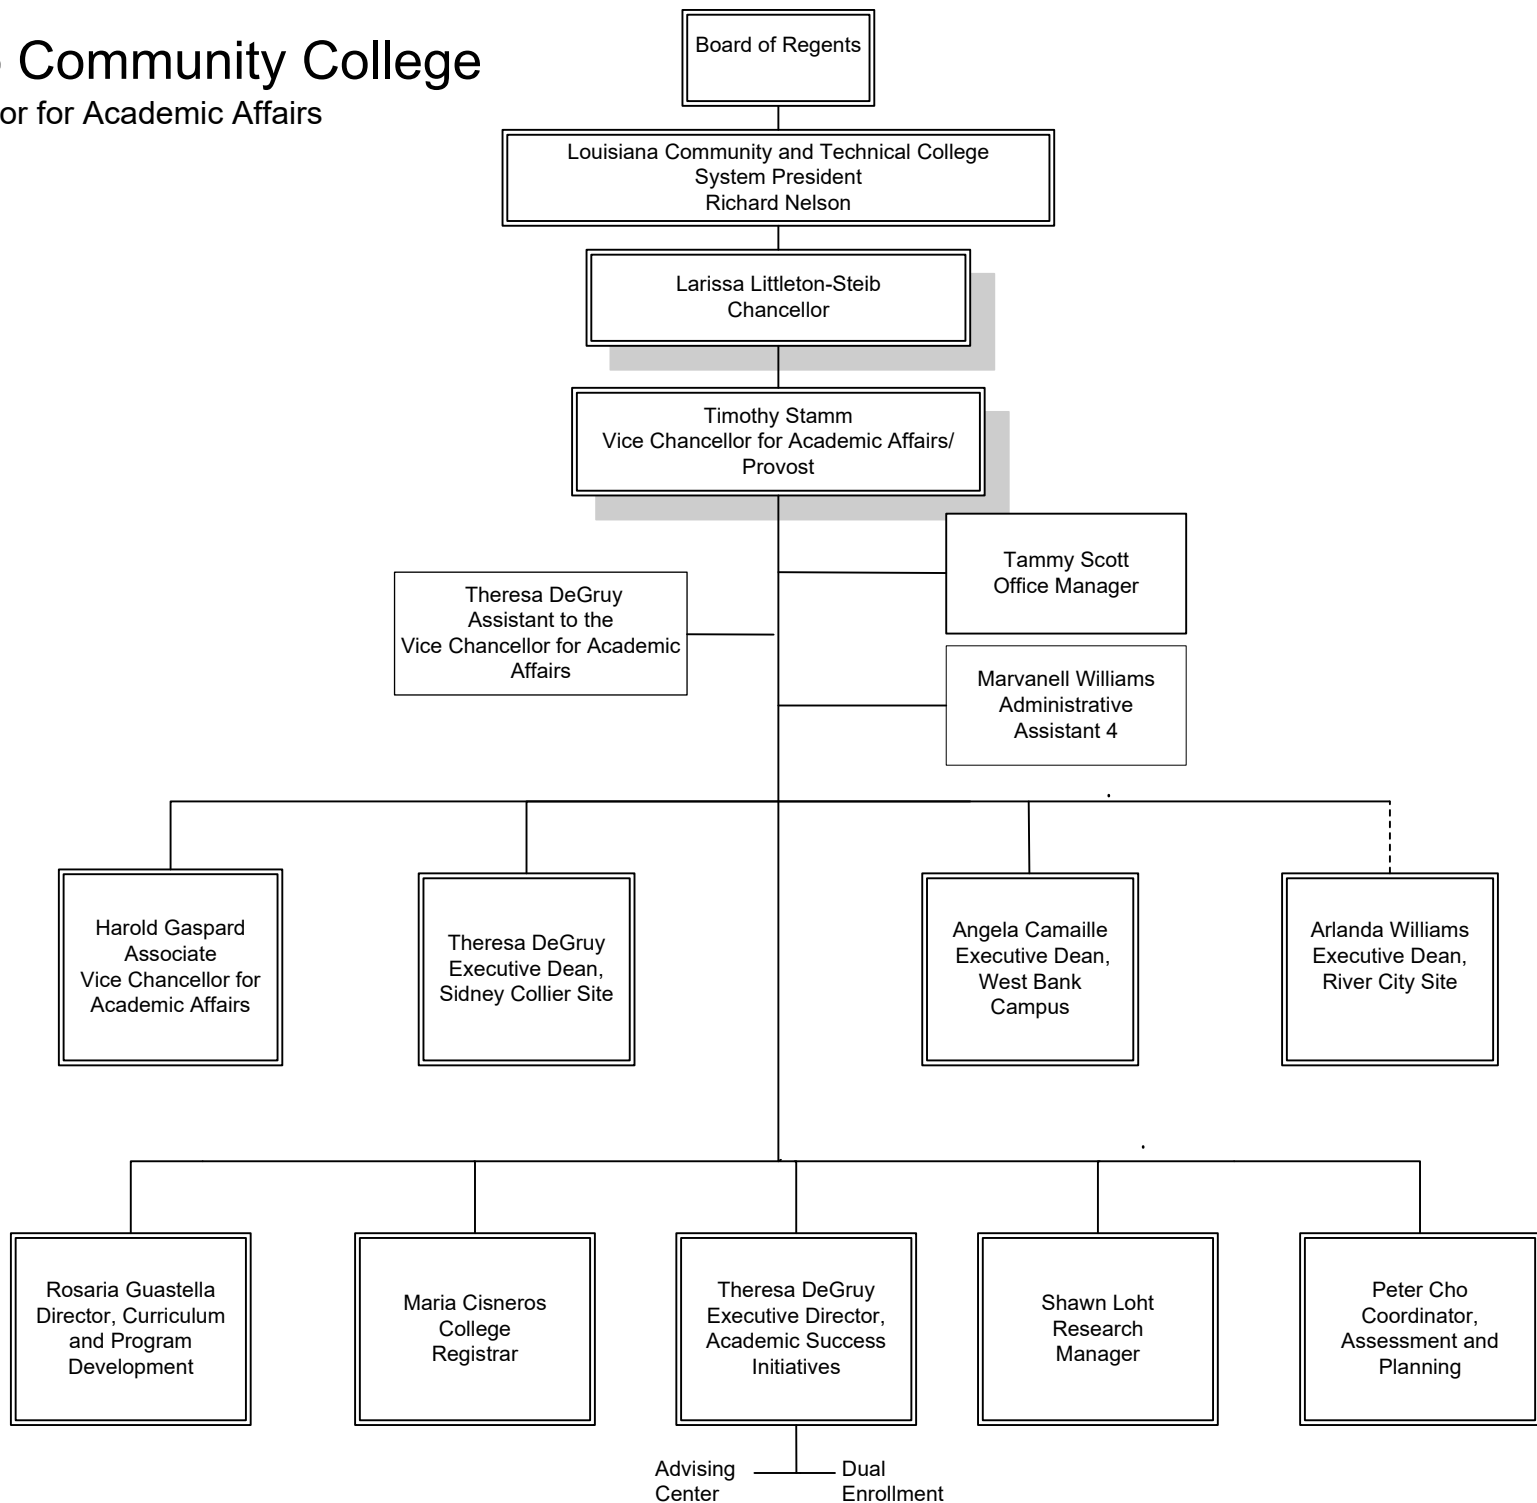 Community College
or for Academic Affairs
Board of Regents
Louisiana Community and Technical College
System President
Richard Nelson
Larissa Littleton-Steib
Chancellor
Timothy Stamm
Vice Chancellor for Academic Affairs/
Provost
Tammy Scott
Office Manager
Theresa DeGruy
Assistant to the
Vice Chancellor for Academic
Affairs
Marvanell Williams
Administrative
Assistant 4
Harold Gaspard
Associate
Vice Chancellor for
Academic Affairs
Theresa DeGruy
Executive Dean,
Sidney Collier Site
Angela Camaille
Executive Dean,
West Bank
Campus
Arlanda Williams
Executive Dean,
River City Site
Rosaria Guastella
Director, Curriculum
and Program
Development
Maria Cisneros
College
Registrar
Theresa DeGruy
Executive Director,
Academic Success
Initiatives
Shawn Loht
Research
Manager
Peter Cho
Coordinator,
Assessment and
Planning
Advising
Center
Dual
Enrollment